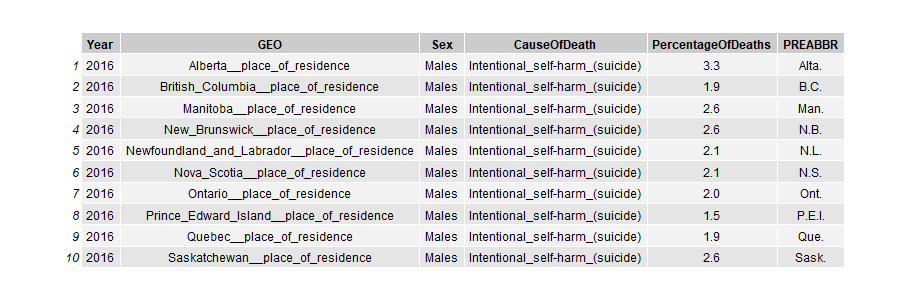 Year GEO Sex CauseOfDeath PercentageOfDeaths PREABBR
1 2016 Alberta__place_of_residence Males Intentional_self-harm_(suicide) 3.3 Alta.
2 2016 British_Columbia__place_of_residence Males Intentional_self-harm_(suicide) 1.9 B.C.
3 2016 Manitoba__place_of_residence Males Intentional_self-harm_(suicide) 2.6 Man.
4 2016 New_Brunswick__place_of_residence Males Intentional_self-harm_(suicide) 2.6 N.B.
5 2016 Newfoundland_and_Labrador__place_of_residence Males Intentional_self-harm_(suicide) 2.1 N.L.
6 2016 Nova_Scotia__place_of_residence Males Intentional_self-harm_(suicide) 2.1 N.S.
7 2016 Ontario__place_of_residence Males Intentional_self-harm_(suicide) 2.0 Ont.
8 2016 Prince_Edward_Island__place_of_residence Males Intentional_self-harm_(suicide) 1.5 P.E.I.
9 2016 Quebec__place_of_residence Males Intentional_self-harm_(suicide) 1.9 Que.
10 2016 Saskatchewan__place_of_residence Males Intentional_self-harm_(suicide) 2.6 Sask.